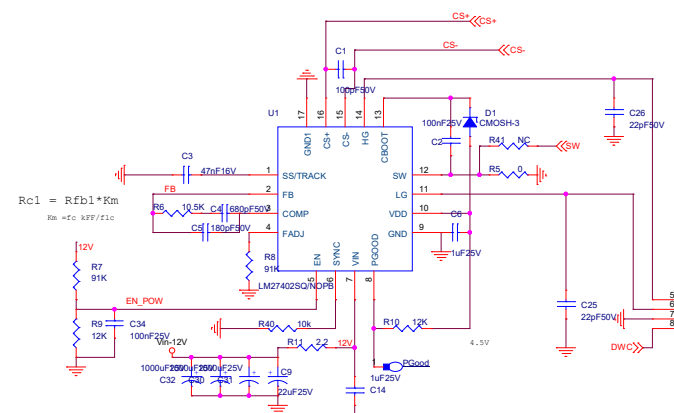 CS+
CS+
CS-
CS-
C1
100pF50V
U1
17
16
15
14
13
GND1
CS+
CS-
HG
CBOOT
D1
CMOSH-3
100nF25V
C2
C26
22pF50V
R41
NC
SW
R5
0
C3
47nF16V
1
SS/TRACK
SW
12
FB
2
FB
LG
11
Rc1 = Rfb1*Km
Km =fc kFF/flc
R6
10.5K
C4
680pF50V
3
COMP
VDD
10
C5
180pF50V
4
FADJ
GND
9
C6
1uF25V
EN
SYNC
VIN
PGOOD
5
6
7
8
LM27402SQ/NOPB
R8
91K
12V
R7
91K
EN_POW
R9
12K
C34
100nF25V
R40
10k
R10
12K
4.5V
C25
22pF50V
5
6
7
8
DWC
Vin-12V
R11
2.2
12V
1
PGood
1uF25V
C14
C32
C30
C31
C9
22uF25V